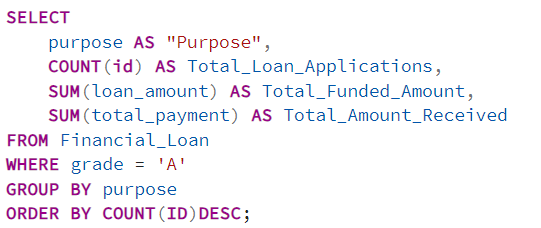 SELECT
purpose AS "Purpose",
COUNT(id) AS Total_Loan_Applications,
SUM(loan_amount) AS Total_Funded_Amount,
SUM(total_payment) AS Total_Amount_Received
FROM Financial_Loan
WHERE grade = 'A'
GROUP BY purpose
ORDER BY COUNT(ID)DESC;